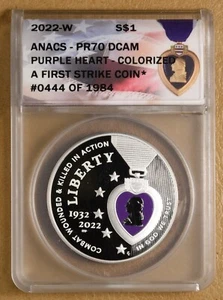 2022-W S$1
ANACS - PR70 DCAM
PURPLE HEART - COLORIZED
A FIRST STRIKE COIN*
#0444 OF 1984
COMBAT WOUNDED & KILLED IN ACTION
LIBERTY
1932
2022
IN GOD WE TRUST